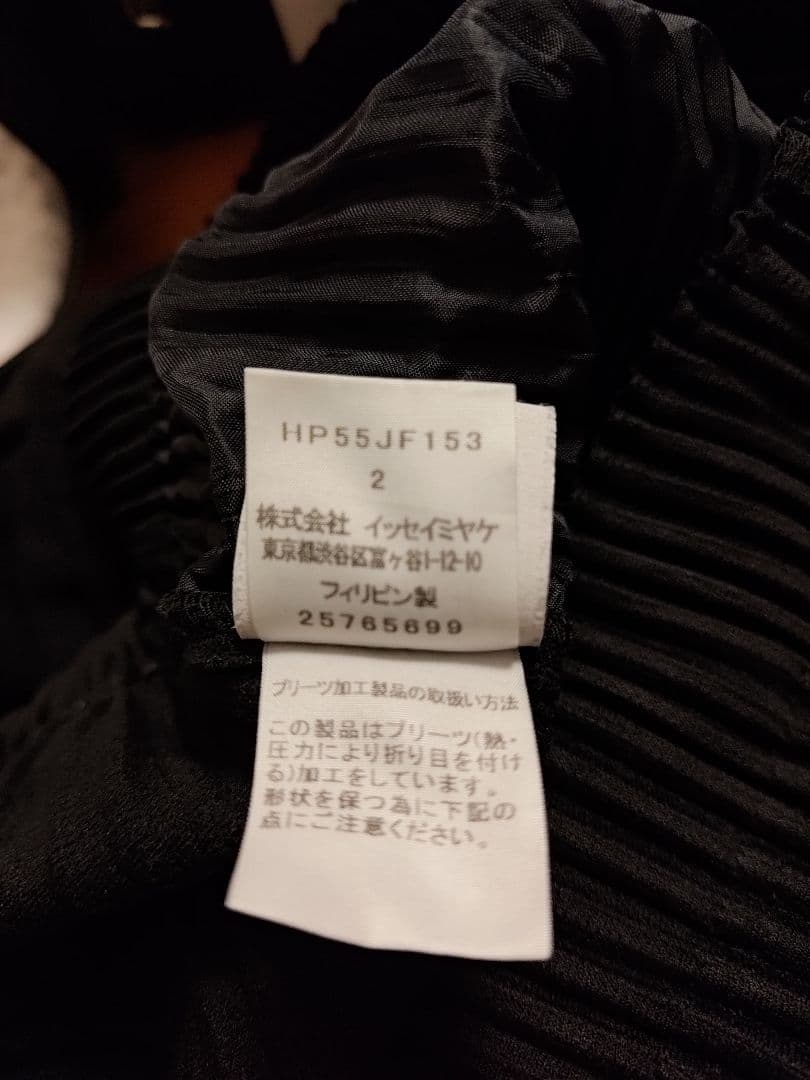 HP55JF153
2
株式会社 イッセイミヤケ
東京都渋谷区富ヶ谷1-12-10
フィリピン製
25765699
プリーツ加工製品の取扱い方法
この製品はプリーツ(熱・
圧力により折り目を付け
る)加工をしています。
形状を保つ為に下記の
点にご注意ください。